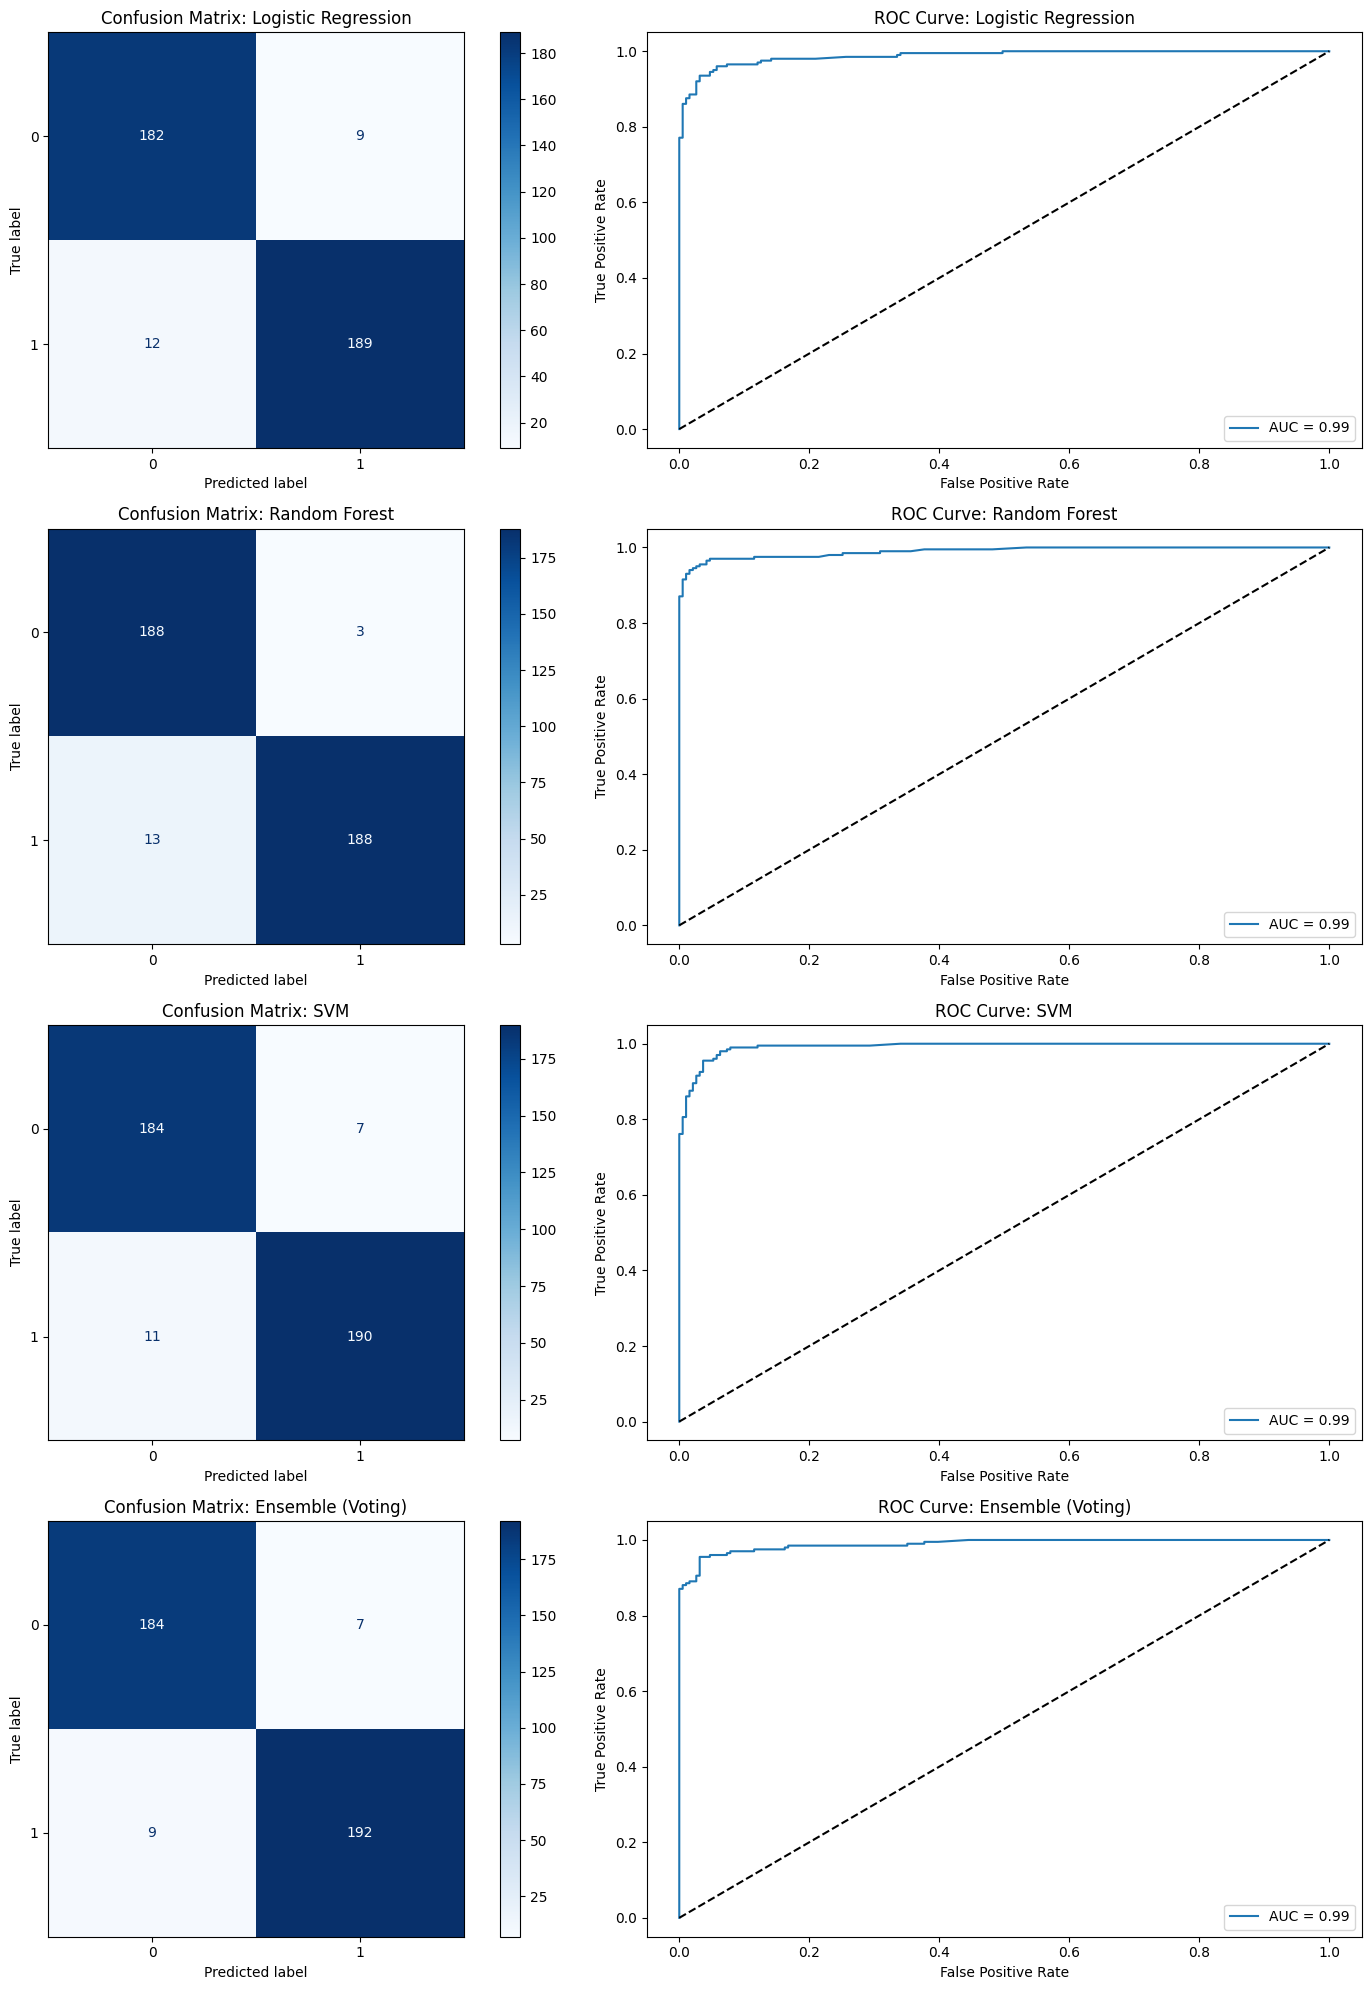 Confusion Matrix: Logistic Regression
182 9
12 189
0
1
0 1
True label
Predicted label
180
160
140
120
100
80
60
40
20
ROC Curve: Logistic Regression
1.0
0.8
0.6
0.4
0.2
0.0
True Positive Rate
0.0 0.2 0.4 0.6 0.8 1.0
False Positive Rate
AUC = 0.99
Confusion Matrix: Random Forest
188 3
13 188
0
1
0 1
True label
Predicted label
175
150
125
100
75
50
25
ROC Curve: Random Forest
1.0
0.8
0.6
0.4
0.2
0.0
True Positive Rate
0.0 0.2 0.4 0.6 0.8 1.0
False Positive Rate
AUC = 0.99
Confusion Matrix: SVM
184 7
11 190
0
1
0 1
True label
Predicted label
175
150
125
100
75
50
25
ROC Curve: SVM
1.0
0.8
0.6
0.4
0.2
0.0
True Positive Rate
0.0 0.2 0.4 0.6 0.8 1.0
False Positive Rate
AUC = 0.99
Confusion Matrix: Ensemble (Voting)
184 7
9 192
0
1
0 1
True label
Predicted label
175
150
125
100
75
50
25
ROC Curve: Ensemble (Voting)
1.0
0.8
0.6
0.4
0.2
0.0
True Positive Rate
0.0 0.2 0.4 0.6 0.8 1.0
False Positive Rate
AUC = 0.99